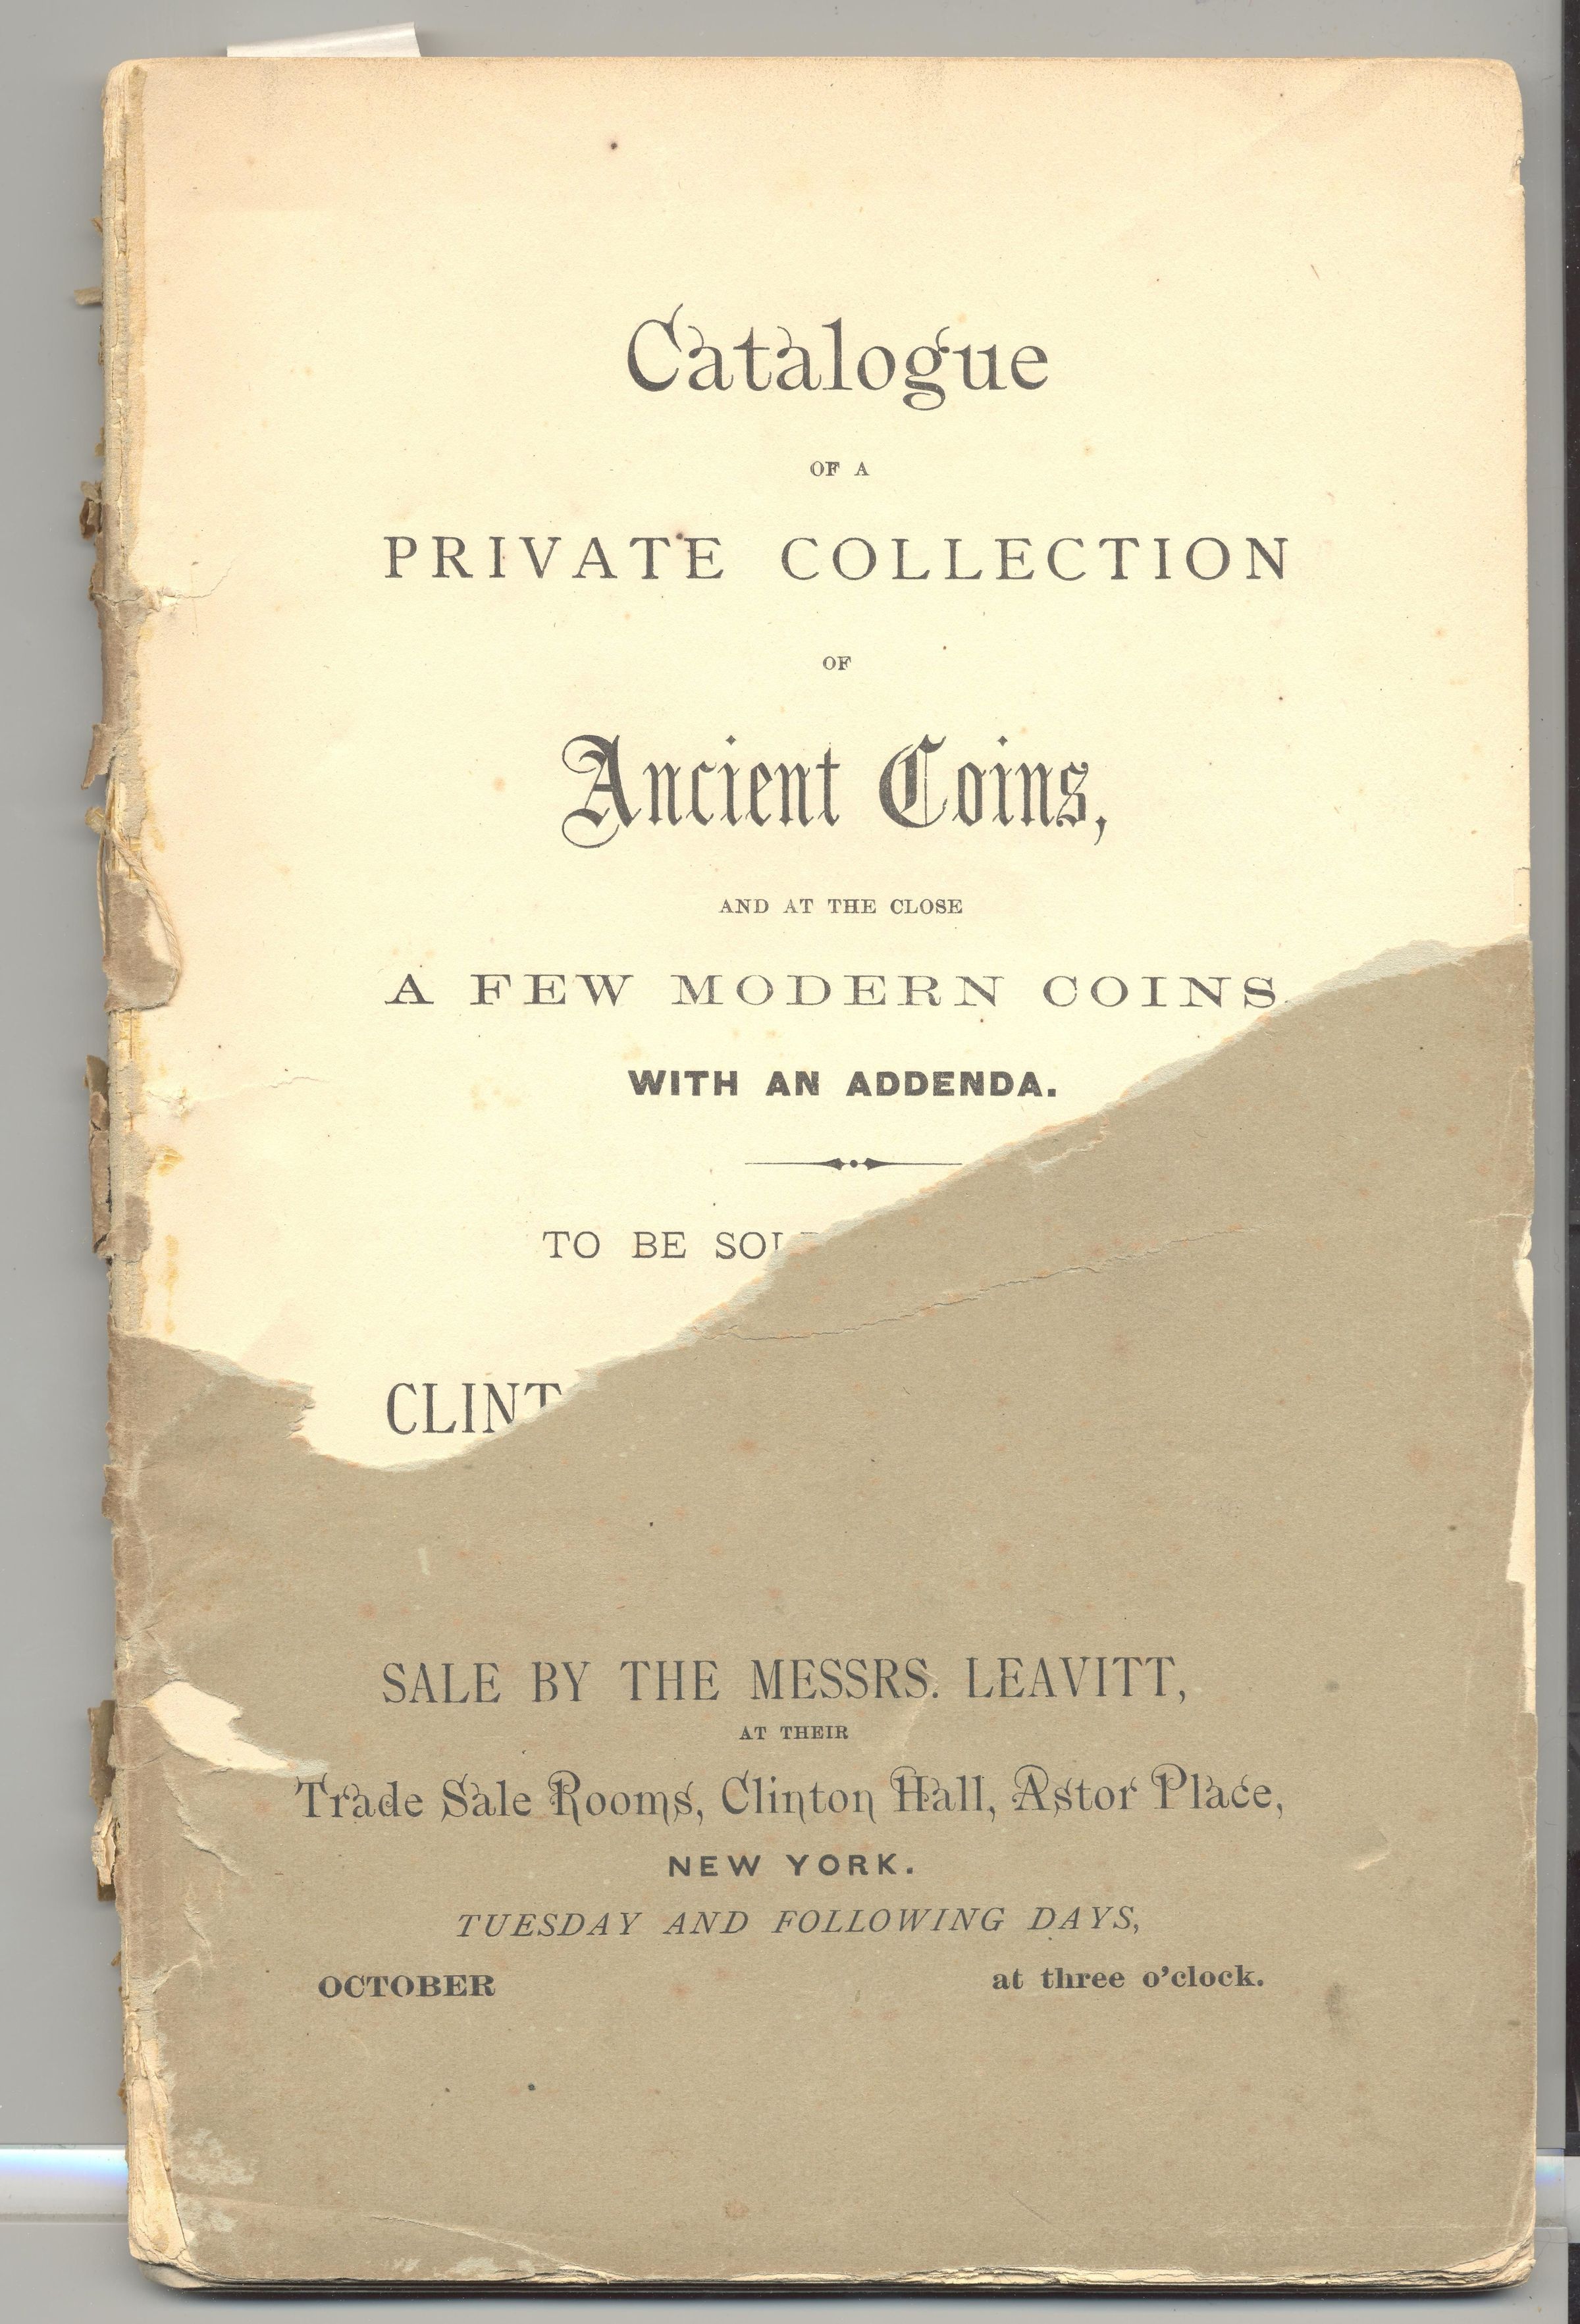 Catalogue
OF A
PRIVATE COLLECTION
OF
Ancient Coins,
AND AT THE CLOSE
A FEW MODERN COINS
WITH AN ADDENDA.
TO BE
SALE BY THE MESSRS. LEAVITT,
AT THEIR
Trade Sale Rooms, Clinton Hall, Astor Place,
NEW YORK.
TUESDAY AND FOLLOWING DAYS,
OCTOBER at three o'clock.